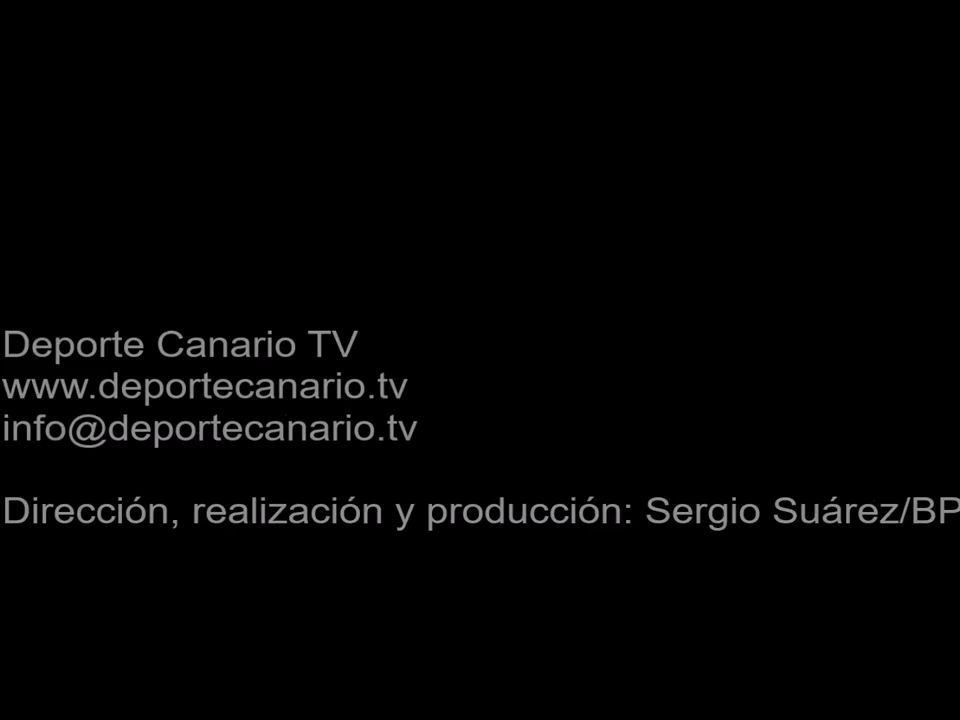 Deporte Canario TV
www.deportecanario.tv
info@deportecanario.tv
Dirección, realización y producción: Sergio Suárez/BP